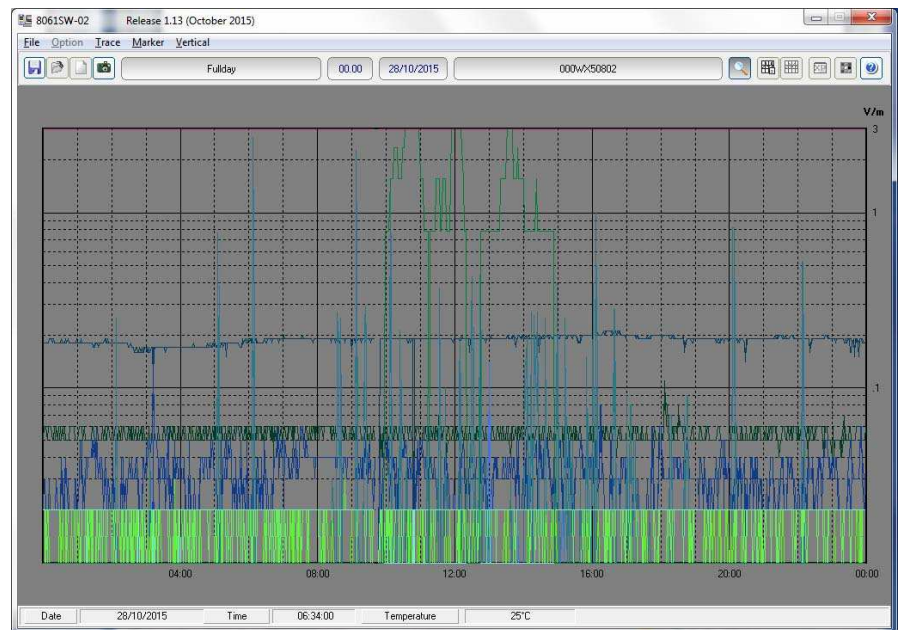 8061SW-02 Release 1.13 (October 2015)
File Option Trace Marker Vertical
Fullday 00.00 28/10/2015 000WX50802
V/m
3
1
.1
04:00 08:00 12:00 16:00 20:00 00:00
Date 28/10/2015 Time 06:34:00 Temperature 25°C